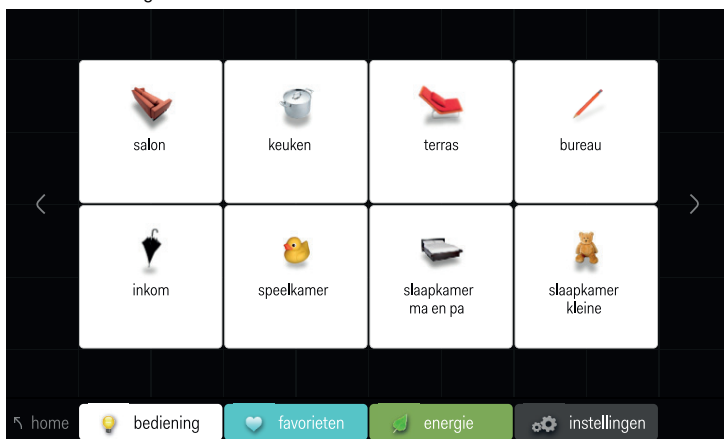 salon
keuken
terras
bureau
inkom
speelkamer
slaapkamer
ma en pa
slaapkamer
kleine
home
bediening
favorieten
energie
instellingen